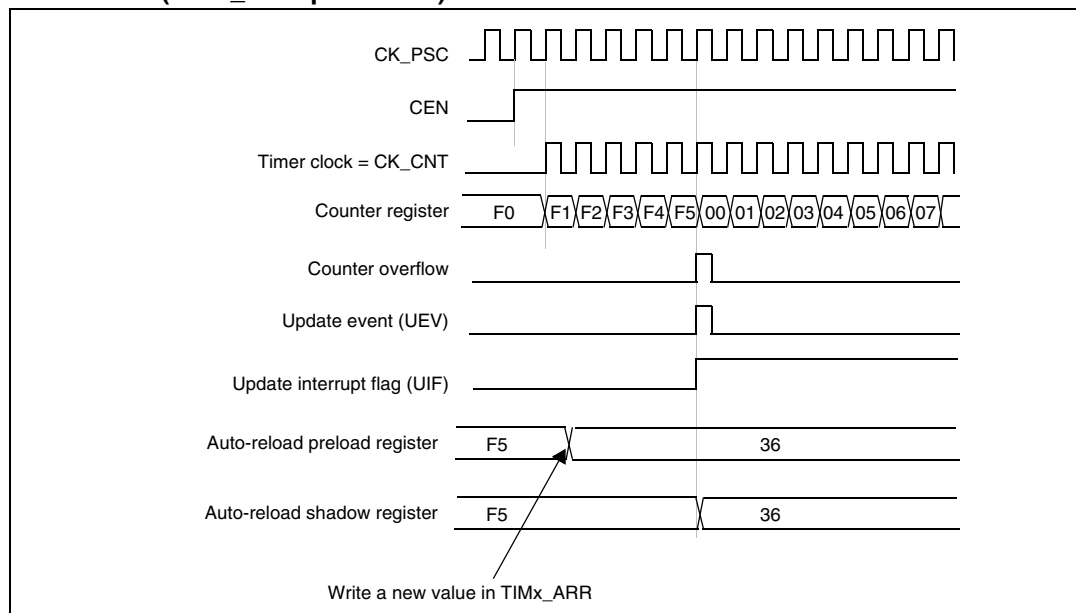 CK_PSC
CEN
Timer clock = CK_CNT
Counter register F0 F1 F2 F3 F4 F5 00 01 02 03 04 05 06 07
Counter overflow
Update event (UEV)
Update interrupt flag (UIF)
Auto-reload preload register F5 36
Auto-reload shadow register F5 36
Write a new value in TIMx_ARR